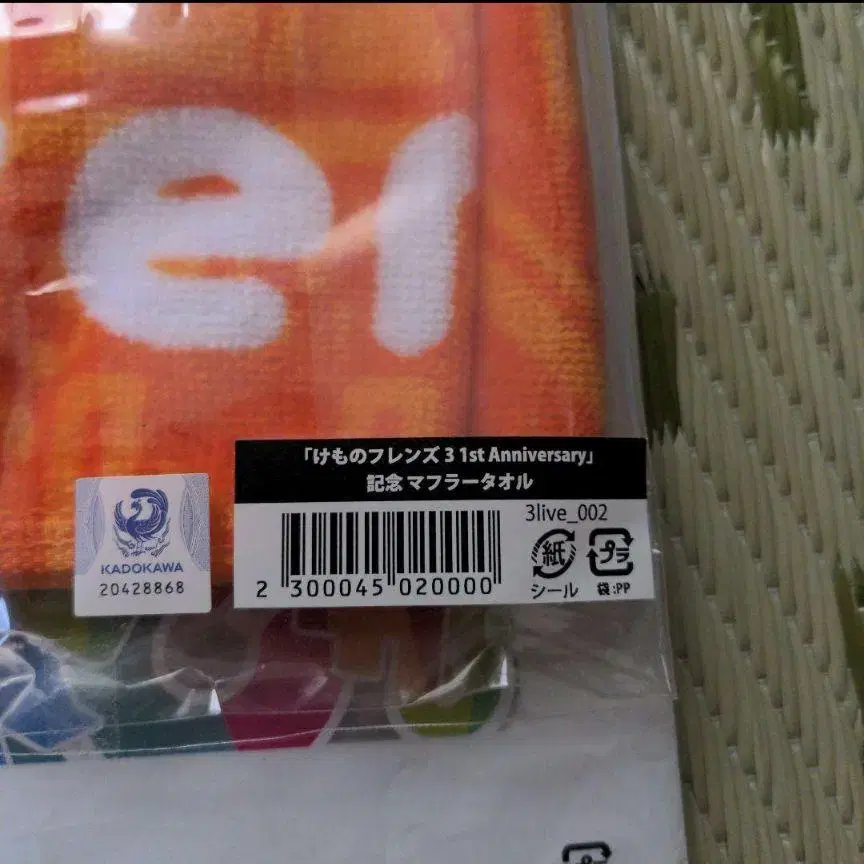 er
「けものフレンズ 3 1st Anniversary」
記念 マフラータオル
3live_002
紙
プラ
シール
袋:PP
2 300045 020000
KADOKAWA
20428868